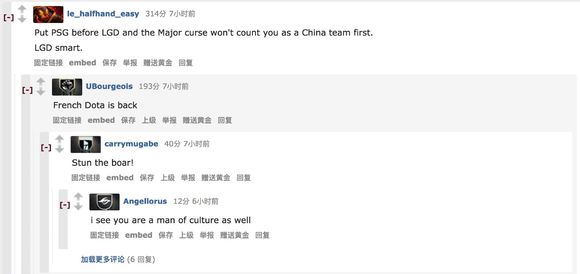 [-] le_halfhand_easy 314分 7小时前
Put PSG before LGD and the Major curse won't count you as a China team first.
LGD smart.
固定链接 embed 保存 举报 赠送黄金 回复
[-] UBourgeois 193分 7小时前
French Dota is back
固定链接 embed 保存 上级 举报 赠送黄金 回复
[-] carrymugabe 40分 7小时前
Stun the boar!
固定链接 embed 保存 上级 举报 赠送黄金 回复
[-] Angellorus 12分 6小时前
i see you are a man of culture as well
固定链接 embed 保存 上级 举报 赠送黄金 回复
加载更多评论 (6 回复)